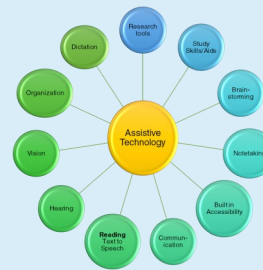 Research
tools
Study
Skills/Aids
Brain-
storming
Notetaking
Built in
Accessibility
Commun-
ication
Reading
Text to
Speech
Hearing
Vision
Organization
Dictation
Assistive
Technology